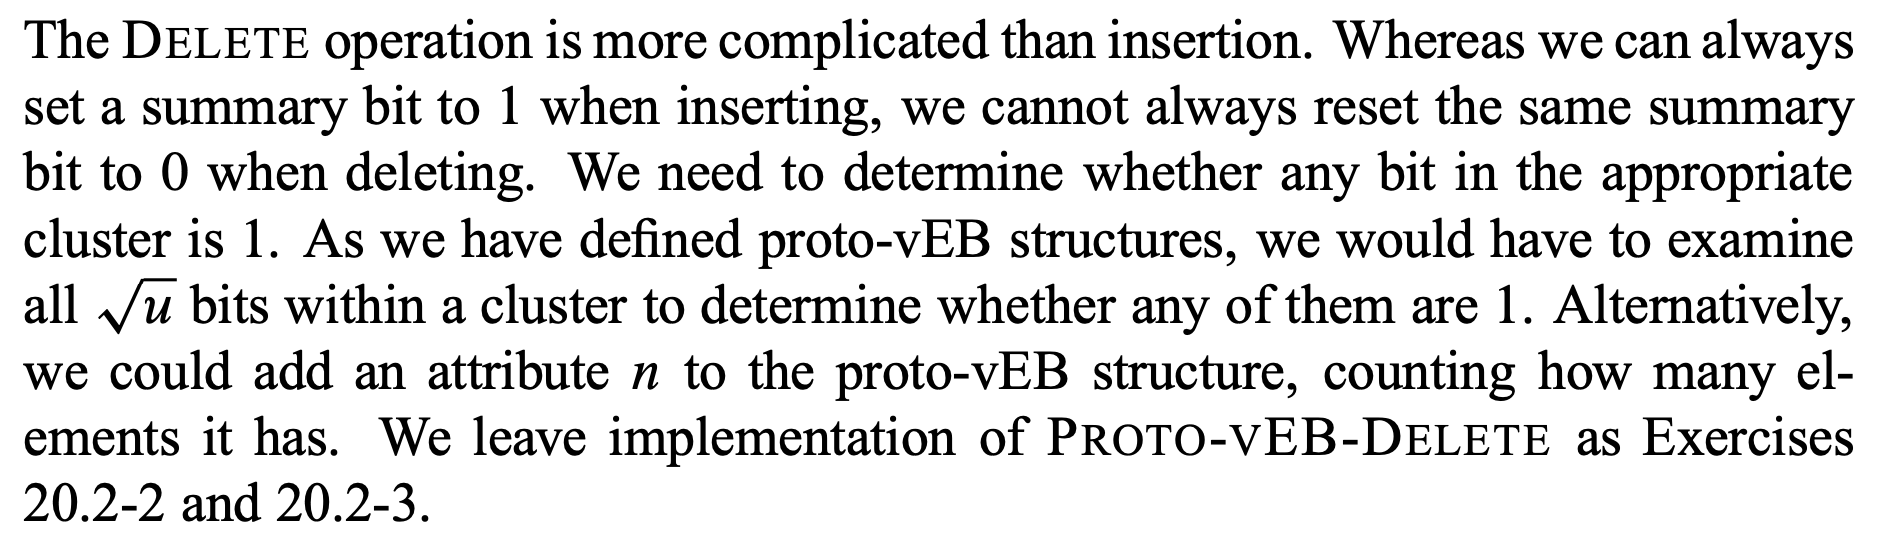 The DELETE operation is more complicated than insertion. Whereas we can always
set a summary bit to 1 when inserting, we cannot always reset the same summary
bit to 0 when deleting. We need to determine whether any bit in the appropriate
cluster is 1. As we have defined proto-vEB structures, we would have to examine
all √u bits within a cluster to determine whether any of them are 1. Alternatively,
we could add an attribute n to the proto-vEB structure, counting how many el-
ements it has. We leave implementation of PROTO-VEB-DELETE as Exercises
20.2-2 and 20.2-3.